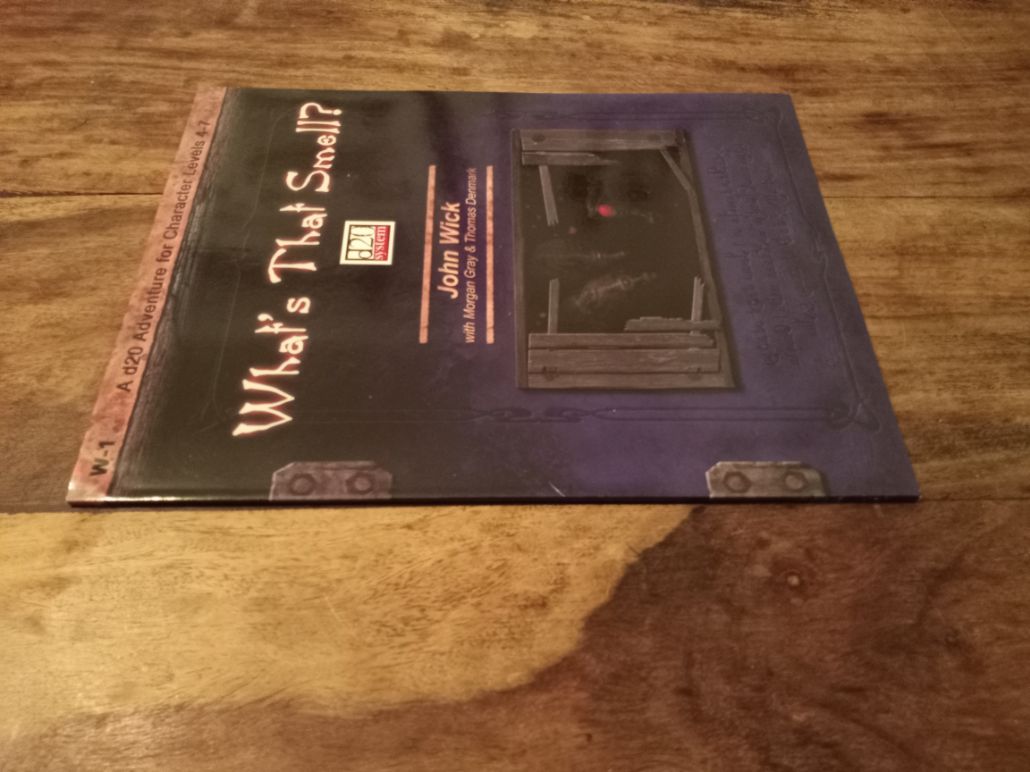 W-1 A d20 Adventure for Character Levels 4-7
What's That Smell?
d20
system
John Wick
with Morgan Gray & Thomas Denmark